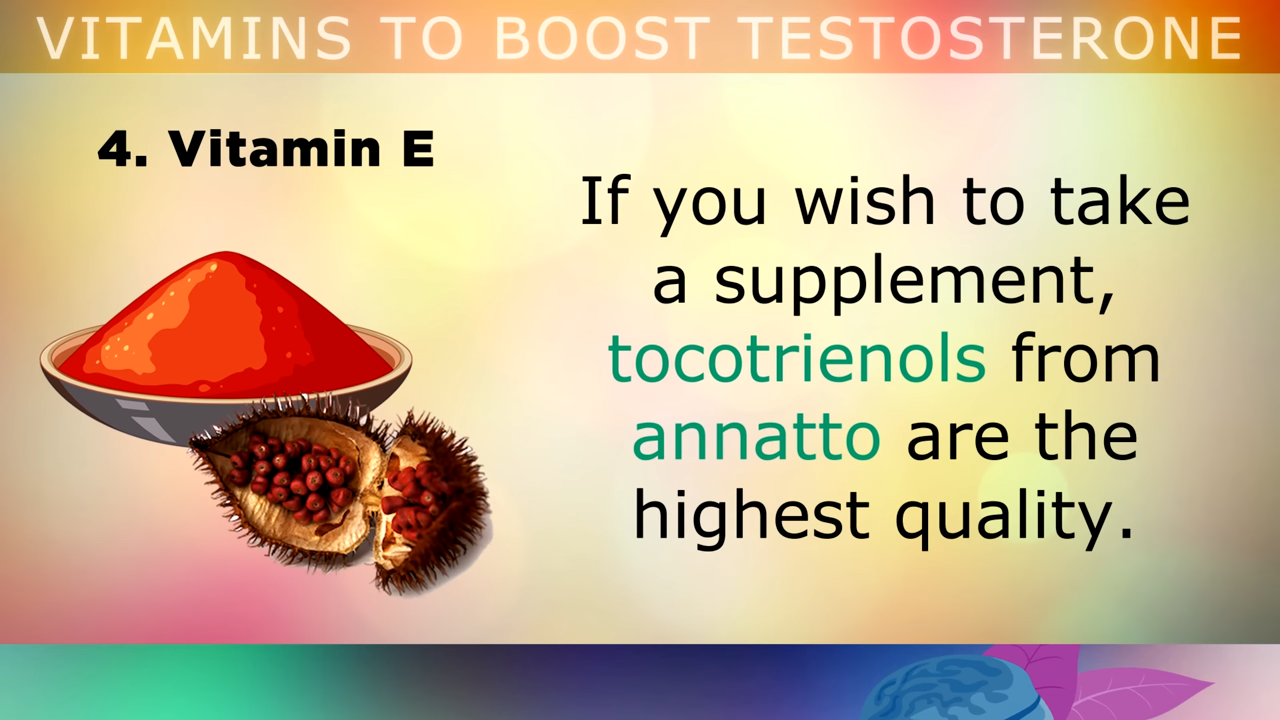 VITAMINS TO BOOST TESTOSTERONE
4. Vitamin E
If you wish to take
a supplement,
tocotrienols from
annatto are the
highest quality.